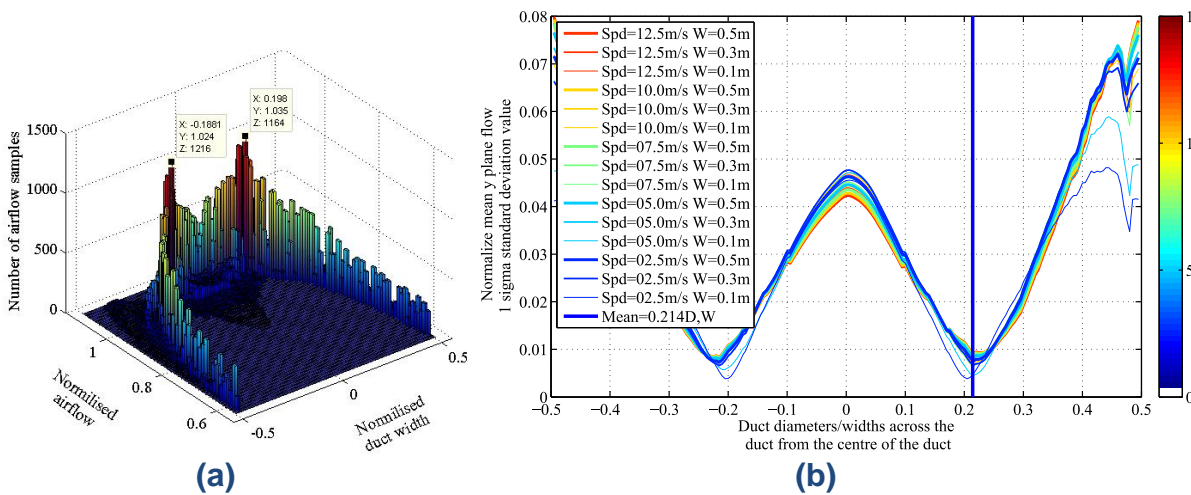 1500
1000
500
0
Number of airflow samples
X: -0.1881
Y: 1.024
Z: 1216
X: 0.198
Y: 1.035
Z: 1164
1
0.8
0.6
Normilised
airflow
-0.5
0
0.5
Normilised
duct width
(a)
0.08
0.07
0.06
0.05
0.04
0.03
0.02
0.01
0
Normalize mean y plane flow
1 sigma standard deviation value
Spd=12.5m/s W=0.5m
Spd=12.5m/s W=0.3m
Spd=12.5m/s W=0.1m
Spd=10.0m/s W=0.5m
Spd=10.0m/s W=0.3m
Spd=10.0m/s W=0.1m
Spd=07.5m/s W=0.5m
Spd=07.5m/s W=0.3m
Spd=07.5m/s W=0.1m
Spd=05.0m/s W=0.5m
Spd=05.0m/s W=0.3m
Spd=05.0m/s W=0.1m
Spd=02.5m/s W=0.5m
Spd=02.5m/s W=0.3m
Spd=02.5m/s W=0.1m
Mean=0.214D,W
−0.5 −0.4 −0.3 −0.2 −0.1 0 0.1 0.2 0.3 0.4 0.5
Duct diameters/widths across the
duct from the centre of the duct
(b)